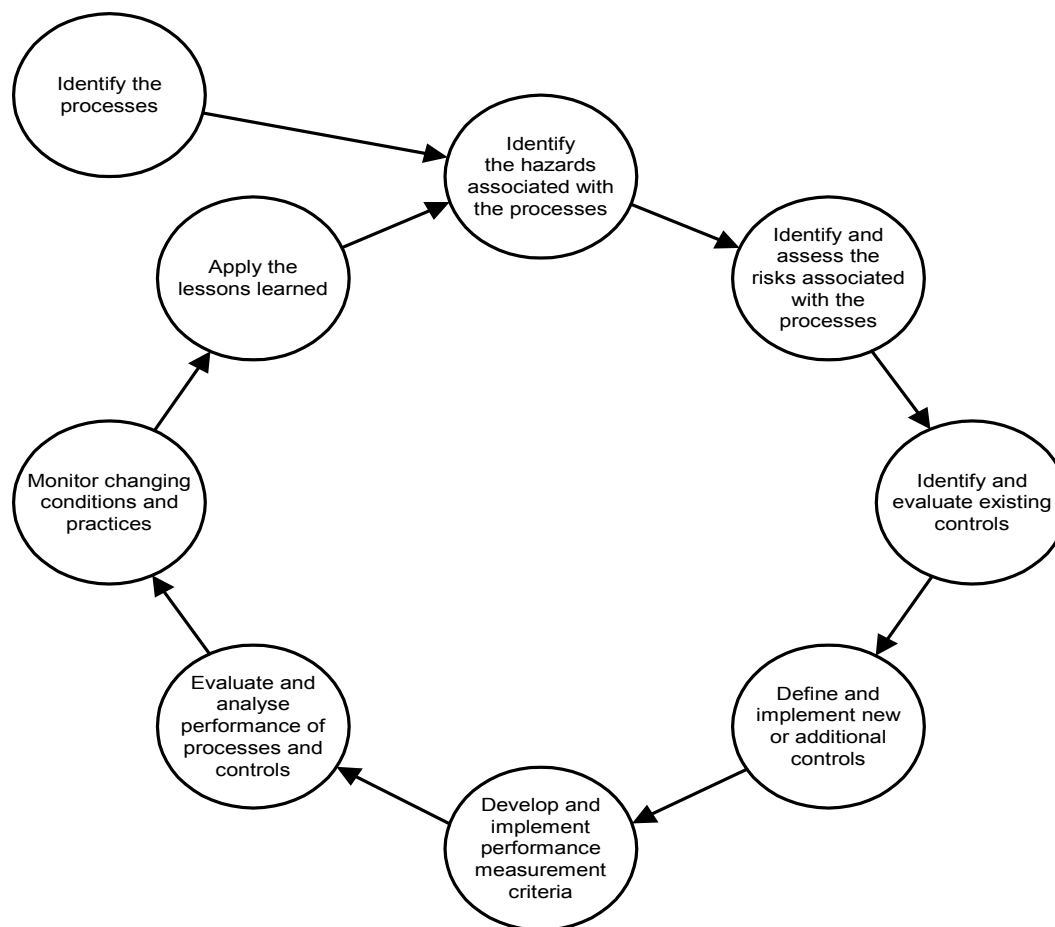 Identify the
processes
Identify
the hazards
associated with
the processes
Identify and
assess the
risks associated
with the
processes
Identify and
evaluate existing
controls
Define and
implement new
or additional
controls
Develop and
implement
performance
measurement
criteria
Evaluate and
analyse
performance of
processes and
controls
Monitor changing
conditions and
practices
Apply the
lessons learned